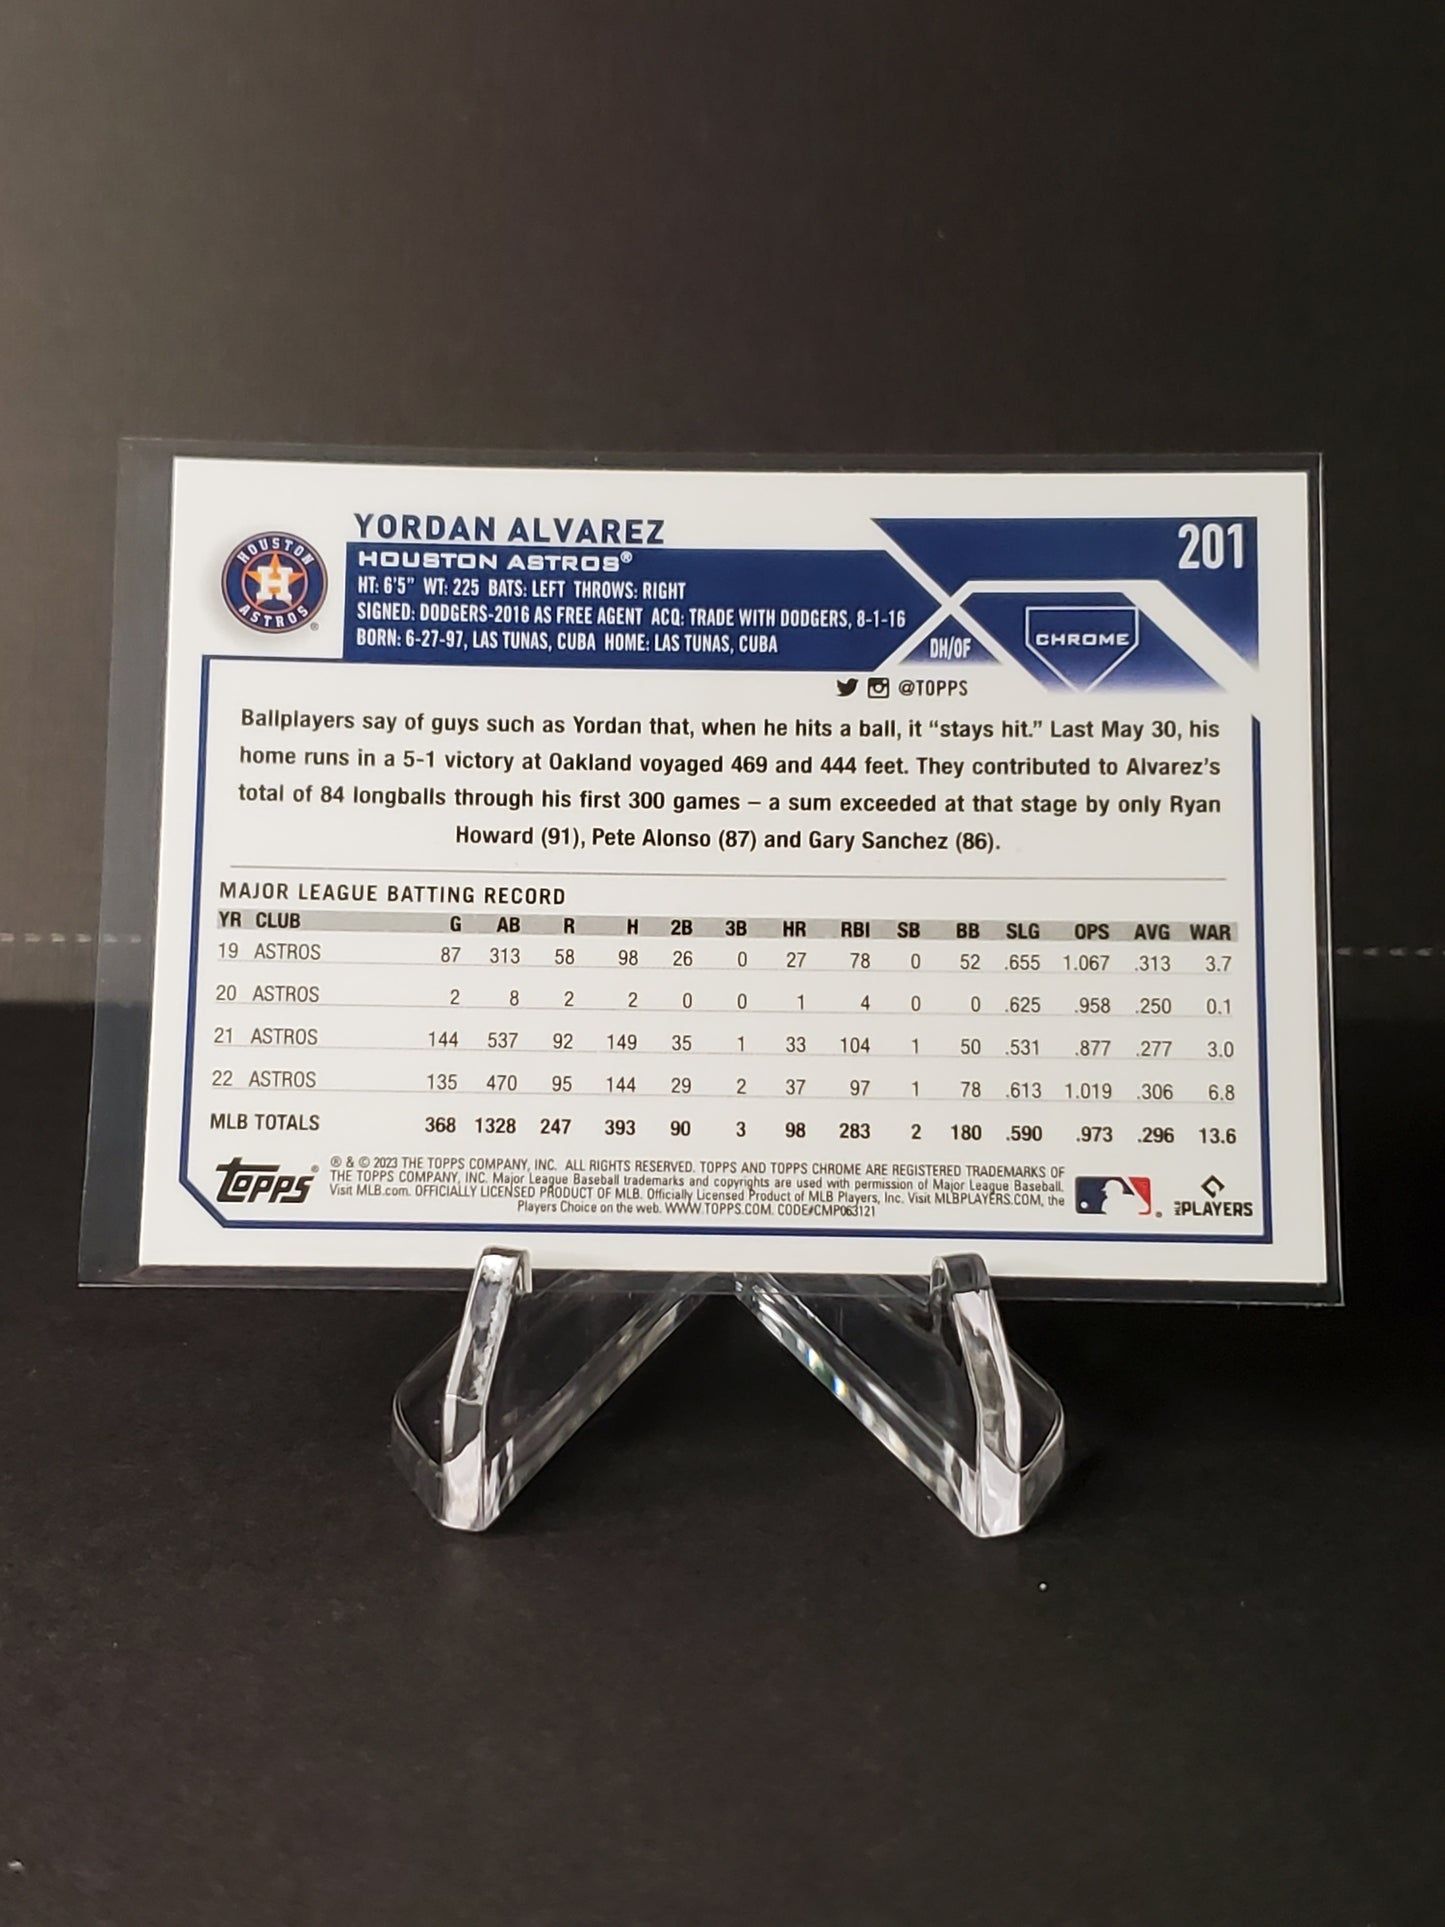 YORDAN ALVAREZ
201
HOUSTON ASTROS®
HT: 6'5" WT: 225 BATS: LEFT THROWS: RIGHT
SIGNED: DODGERS-2016 AS FREE AGENT ACQ: TRADE WITH DODGERS, 8-1-16
BORN: 6-27-97, LAS TUNAS, CUBA HOME: LAS TUNAS, CUBA
DH/OF
CHROME
HOUSTON
H
ASTROS
®
@TOPPS
Ballplayers say of guys such as Yordan that, when he hits a ball, it “stays hit.” Last May 30, his
home runs in a 5-1 victory at Oakland voyaged 469 and 444 feet. They contributed to Alvarez’s
total of 84 longballs through his first 300 games – a sum exceeded at that stage by only Ryan
Howard (91), Pete Alonso (87) and Gary Sanchez (86).
MAJOR LEAGUE BATTING RECORD
YR CLUB G AB R H 2B 3B HR RBI SB BB SLG OPS AVG WAR
19 ASTROS 87 313 58 98 26 0 27 78 0 52 .655 1.067 .313 3.7
20 ASTROS 2 8 2 2 0 0 1 4 0 0 .625 .958 .250 0.1
21 ASTROS 144 537 92 149 35 1 33 104 1 50 .531 .877 .277 3.0
22 ASTROS 135 470 95 144 29 2 37 97 1 78 .613 1.019 .306 6.8
MLB TOTALS 368 1328 247 393 90 3 98 283 2 180 .590 .973 .296 13.6
topps®
® & © 2023 THE TOPPS COMPANY, INC. ALL RIGHTS RESERVED. TOPPS AND TOPPS CHROME ARE REGISTERED TRADEMARKS OF
THE TOPPS COMPANY, INC. Major League Baseball trademarks and copyrights are used with permission of Major League Baseball.
Visit MLB.com. OFFICIALLY LICENSED PRODUCT OF MLB. Officially Licensed Product of MLB Players, Inc. Visit MLBPLAYERS.COM, the
Players Choice on the web. WWW.TOPPS.COM. CODE#CMP063121
MLB PLAYERS